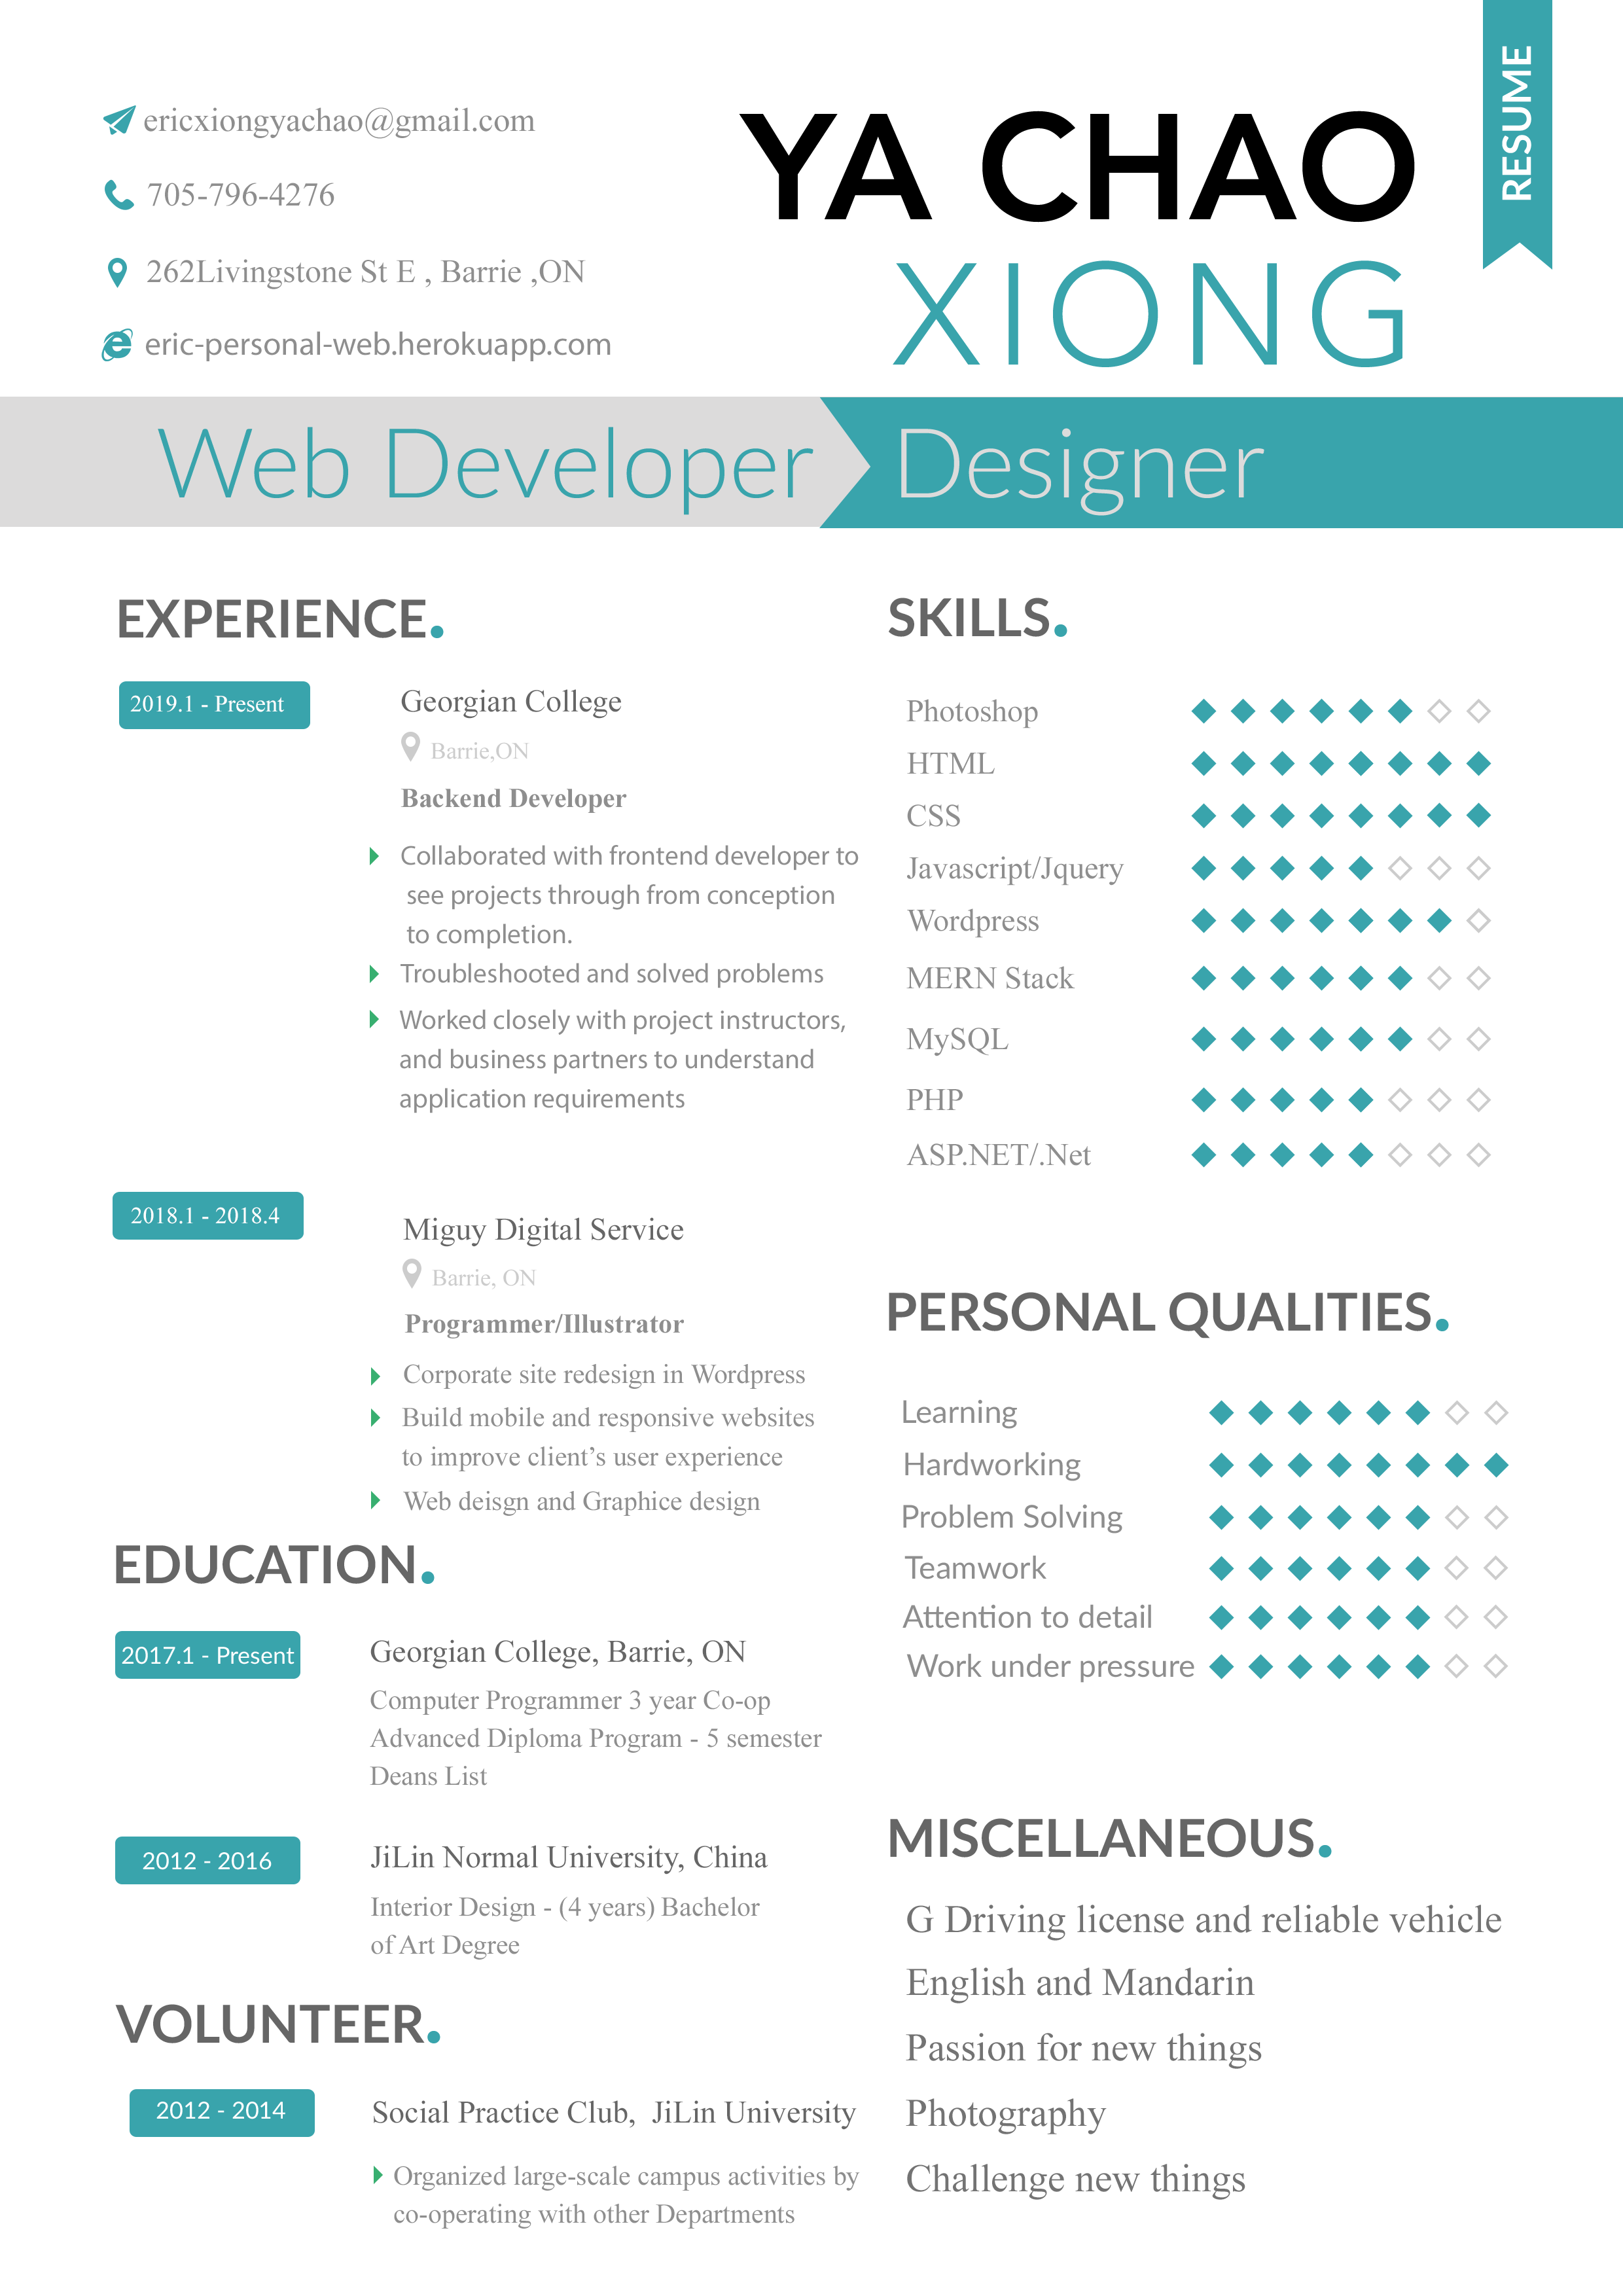 RESUME
ericxiongyachao@gmail.com
705-796-4276
262Livingstone St E , Barrie ,ON
eric-personal-web.herokuapp.com
YA CHAO
XIONG
Web Developer
Designer
EXPERIENCE.
2019.1 - Present
Georgian College
Barrie,ON
Backend Developer
Collaborated with frontend developer to
see projects through from conception
to completion.
Troubleshooted and solved problems
Worked closely with project instructors,
and business partners to understand
application requirements
2018.1 - 2018.4
Miguy Digital Service
Barrie, ON
Programmer/Illustrator
Corporate site redesign in Wordpress
Build mobile and responsive websites
to improve client’s user experience
Web deisgn and Graphice design
EDUCATION.
2017.1 - Present
Georgian College, Barrie, ON
Computer Programmer 3 year Co-op
Advanced Diploma Program - 5 semester
Deans List
2012 - 2016
JiLin Normal University, China
Interior Design - (4 years) Bachelor
of Art Degree
VOLUNTEER.
2012 - 2014
Social Practice Club, JiLin University
Organized large-scale campus activities by
co-operating with other Departments
SKILLS.
Photoshop
HTML
CSS
Javascript/Jquery
Wordpress
MERN Stack
MySQL
PHP
ASP.NET/.Net
PERSONAL QUALITIES.
Learning
Hardworking
Problem Solving
Teamwork
Attention to detail
Work under pressure
MISCELLANEOUS.
G Driving license and reliable vehicle
English and Mandarin
Passion for new things
Photography
Challenge new things